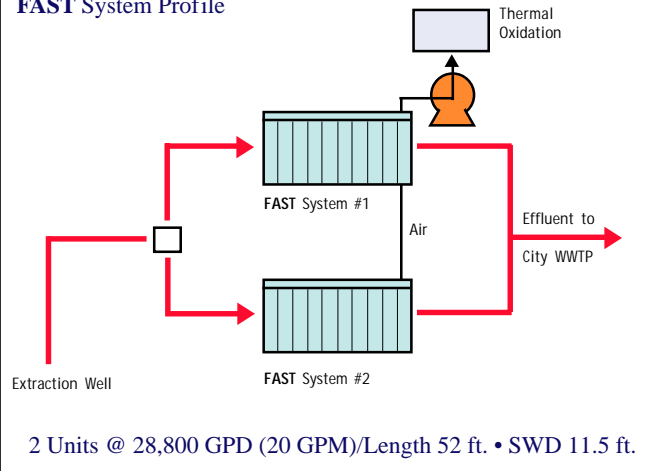 FAST System Profile
Thermal
Oxidation
FAST System #1
Air
Effluent to
City WWTP
Extraction Well
FAST System #2
2 Units @ 28,800 GPD (20 GPM)/Length 52 ft. • SWD 11.5 ft.